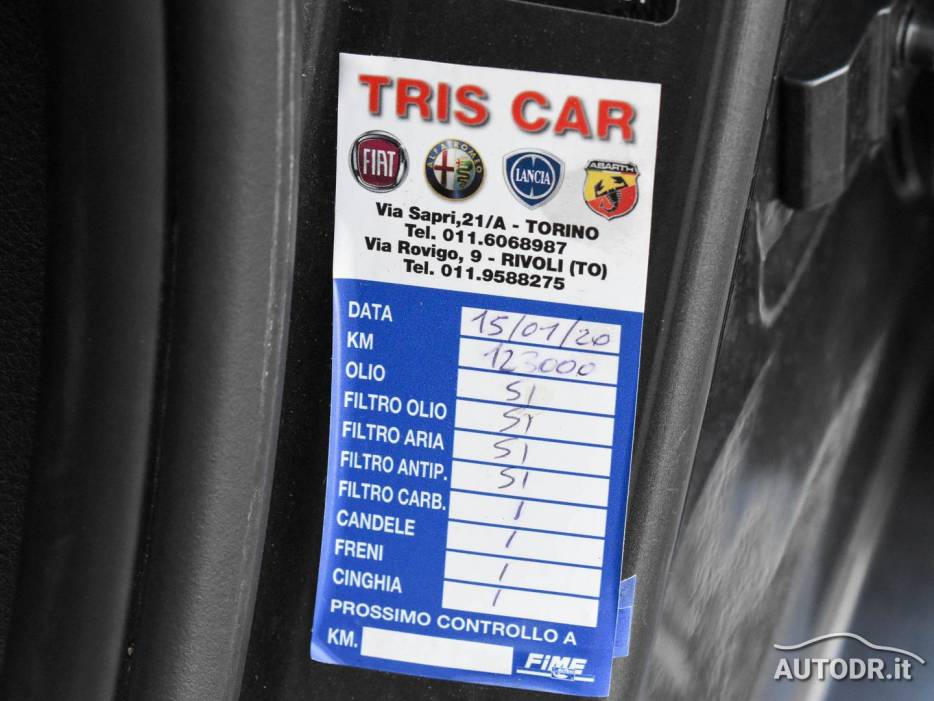 TRIS CAR
FIAT
ALFA ROMEO
LANCIA
ABARTH
Via Sapri,21/A - TORINO
Tel. 011.6068987
Via Rovigo, 9 - RIVOLI (TO)
Tel. 011.9588275
DATA 15/01/20
KM 123000
OLIO SI
FILTRO OLIO SI
FILTRO ARIA SI
FILTRO ANTIP. SI
FILTRO CARB. /
CANDELE /
FRENI /
CINGHIA /
PROSSIMO CONTROLLO A
KM.
FiME
AUTODR.it